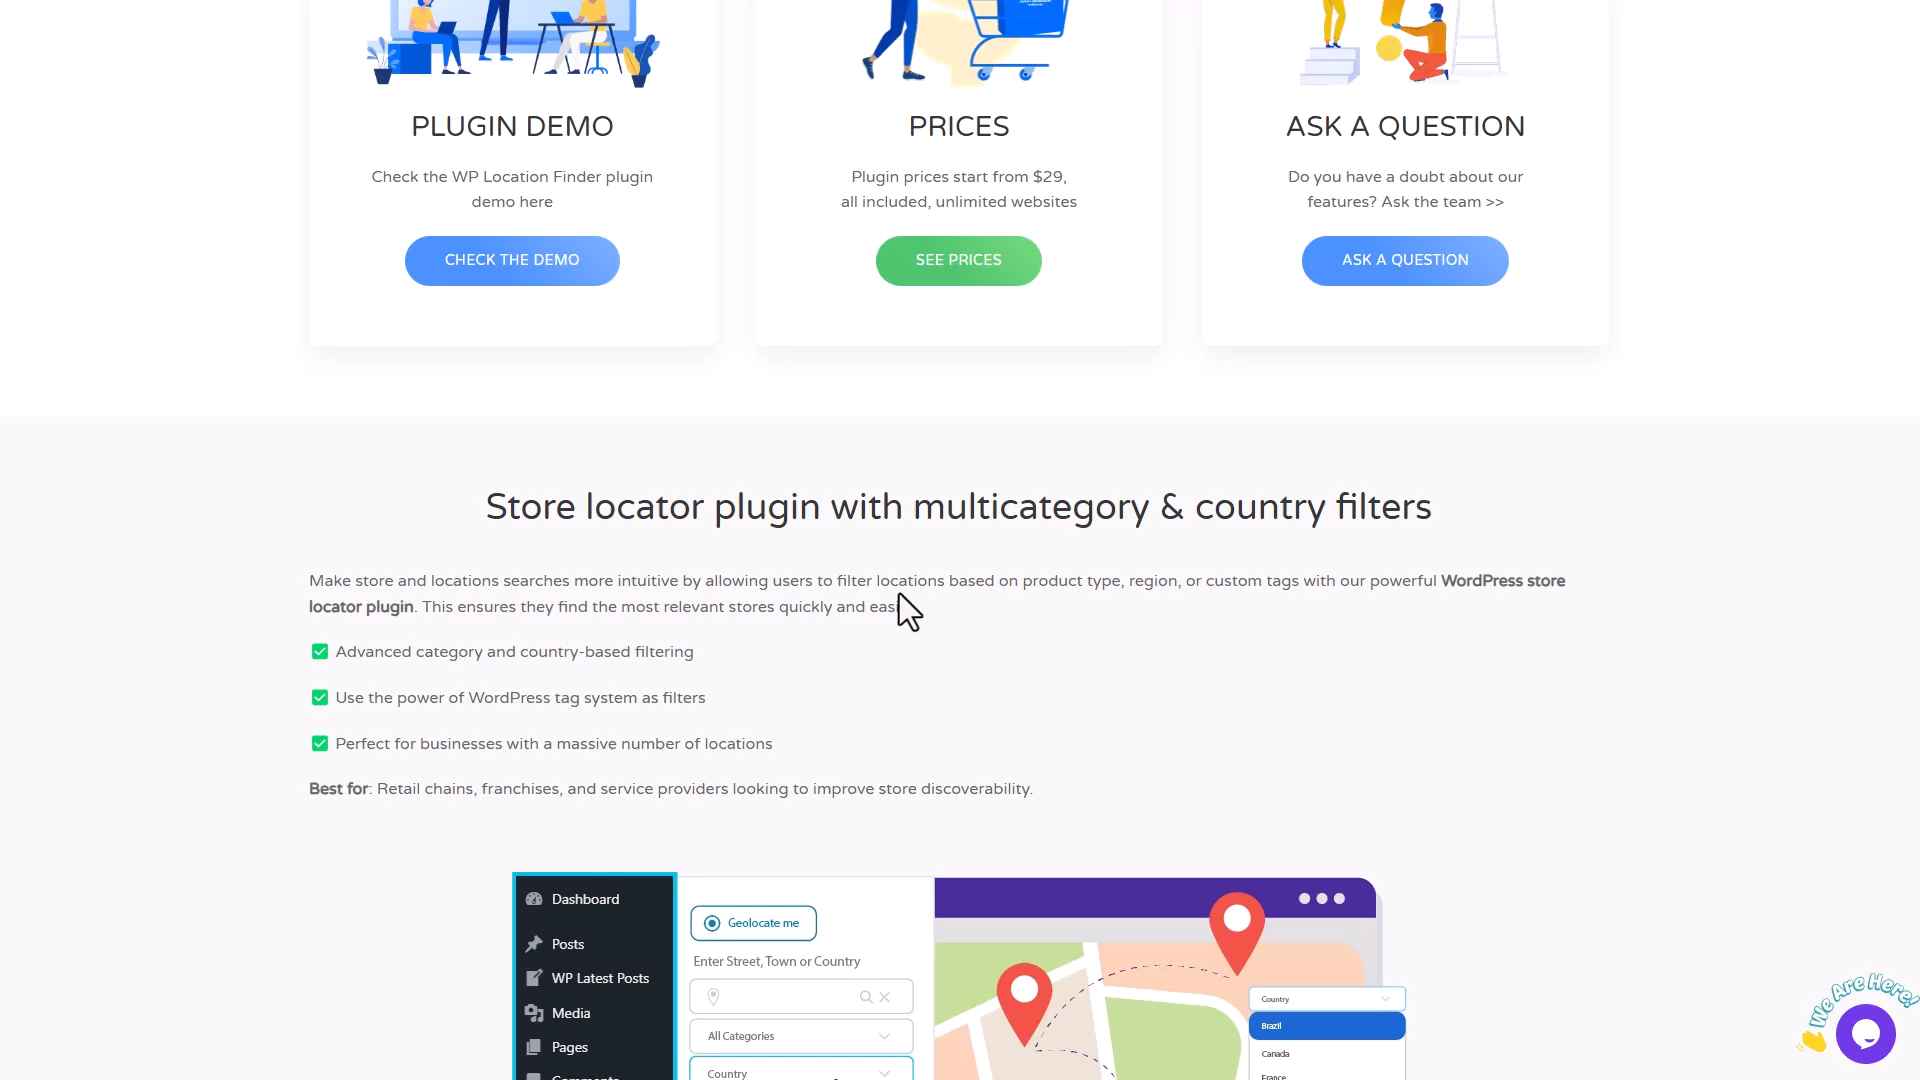 PLUGIN DEMO
Check the WP Location Finder plugin
demo here
CHECK THE DEMO
PRICES
Plugin prices start from $29,
all included, unlimited websites
SEE PRICES
ASK A QUESTION
Do you have a doubt about our
features? Ask the team >>
ASK A QUESTION
Store locator plugin with multicategory & country filters
Make store and locations searches more intuitive by allowing users to filter locations based on product type, region, or custom tags with our powerful WordPress store
locator plugin. This ensures they find the most relevant stores quickly and
Advanced category and country-based filtering
Use the power of WordPress tag system as filters
Perfect for businesses with a massive number of locations
Best for: Retail chains, franchises, and service providers looking to improve store discoverability.
Dashboard
Posts
WP Latest Posts
Media
Pages
Comments
Geolocate me
Enter Street, Town or Country
All Categories
Country
Country
Brazil
Canada
France
We Are Here!